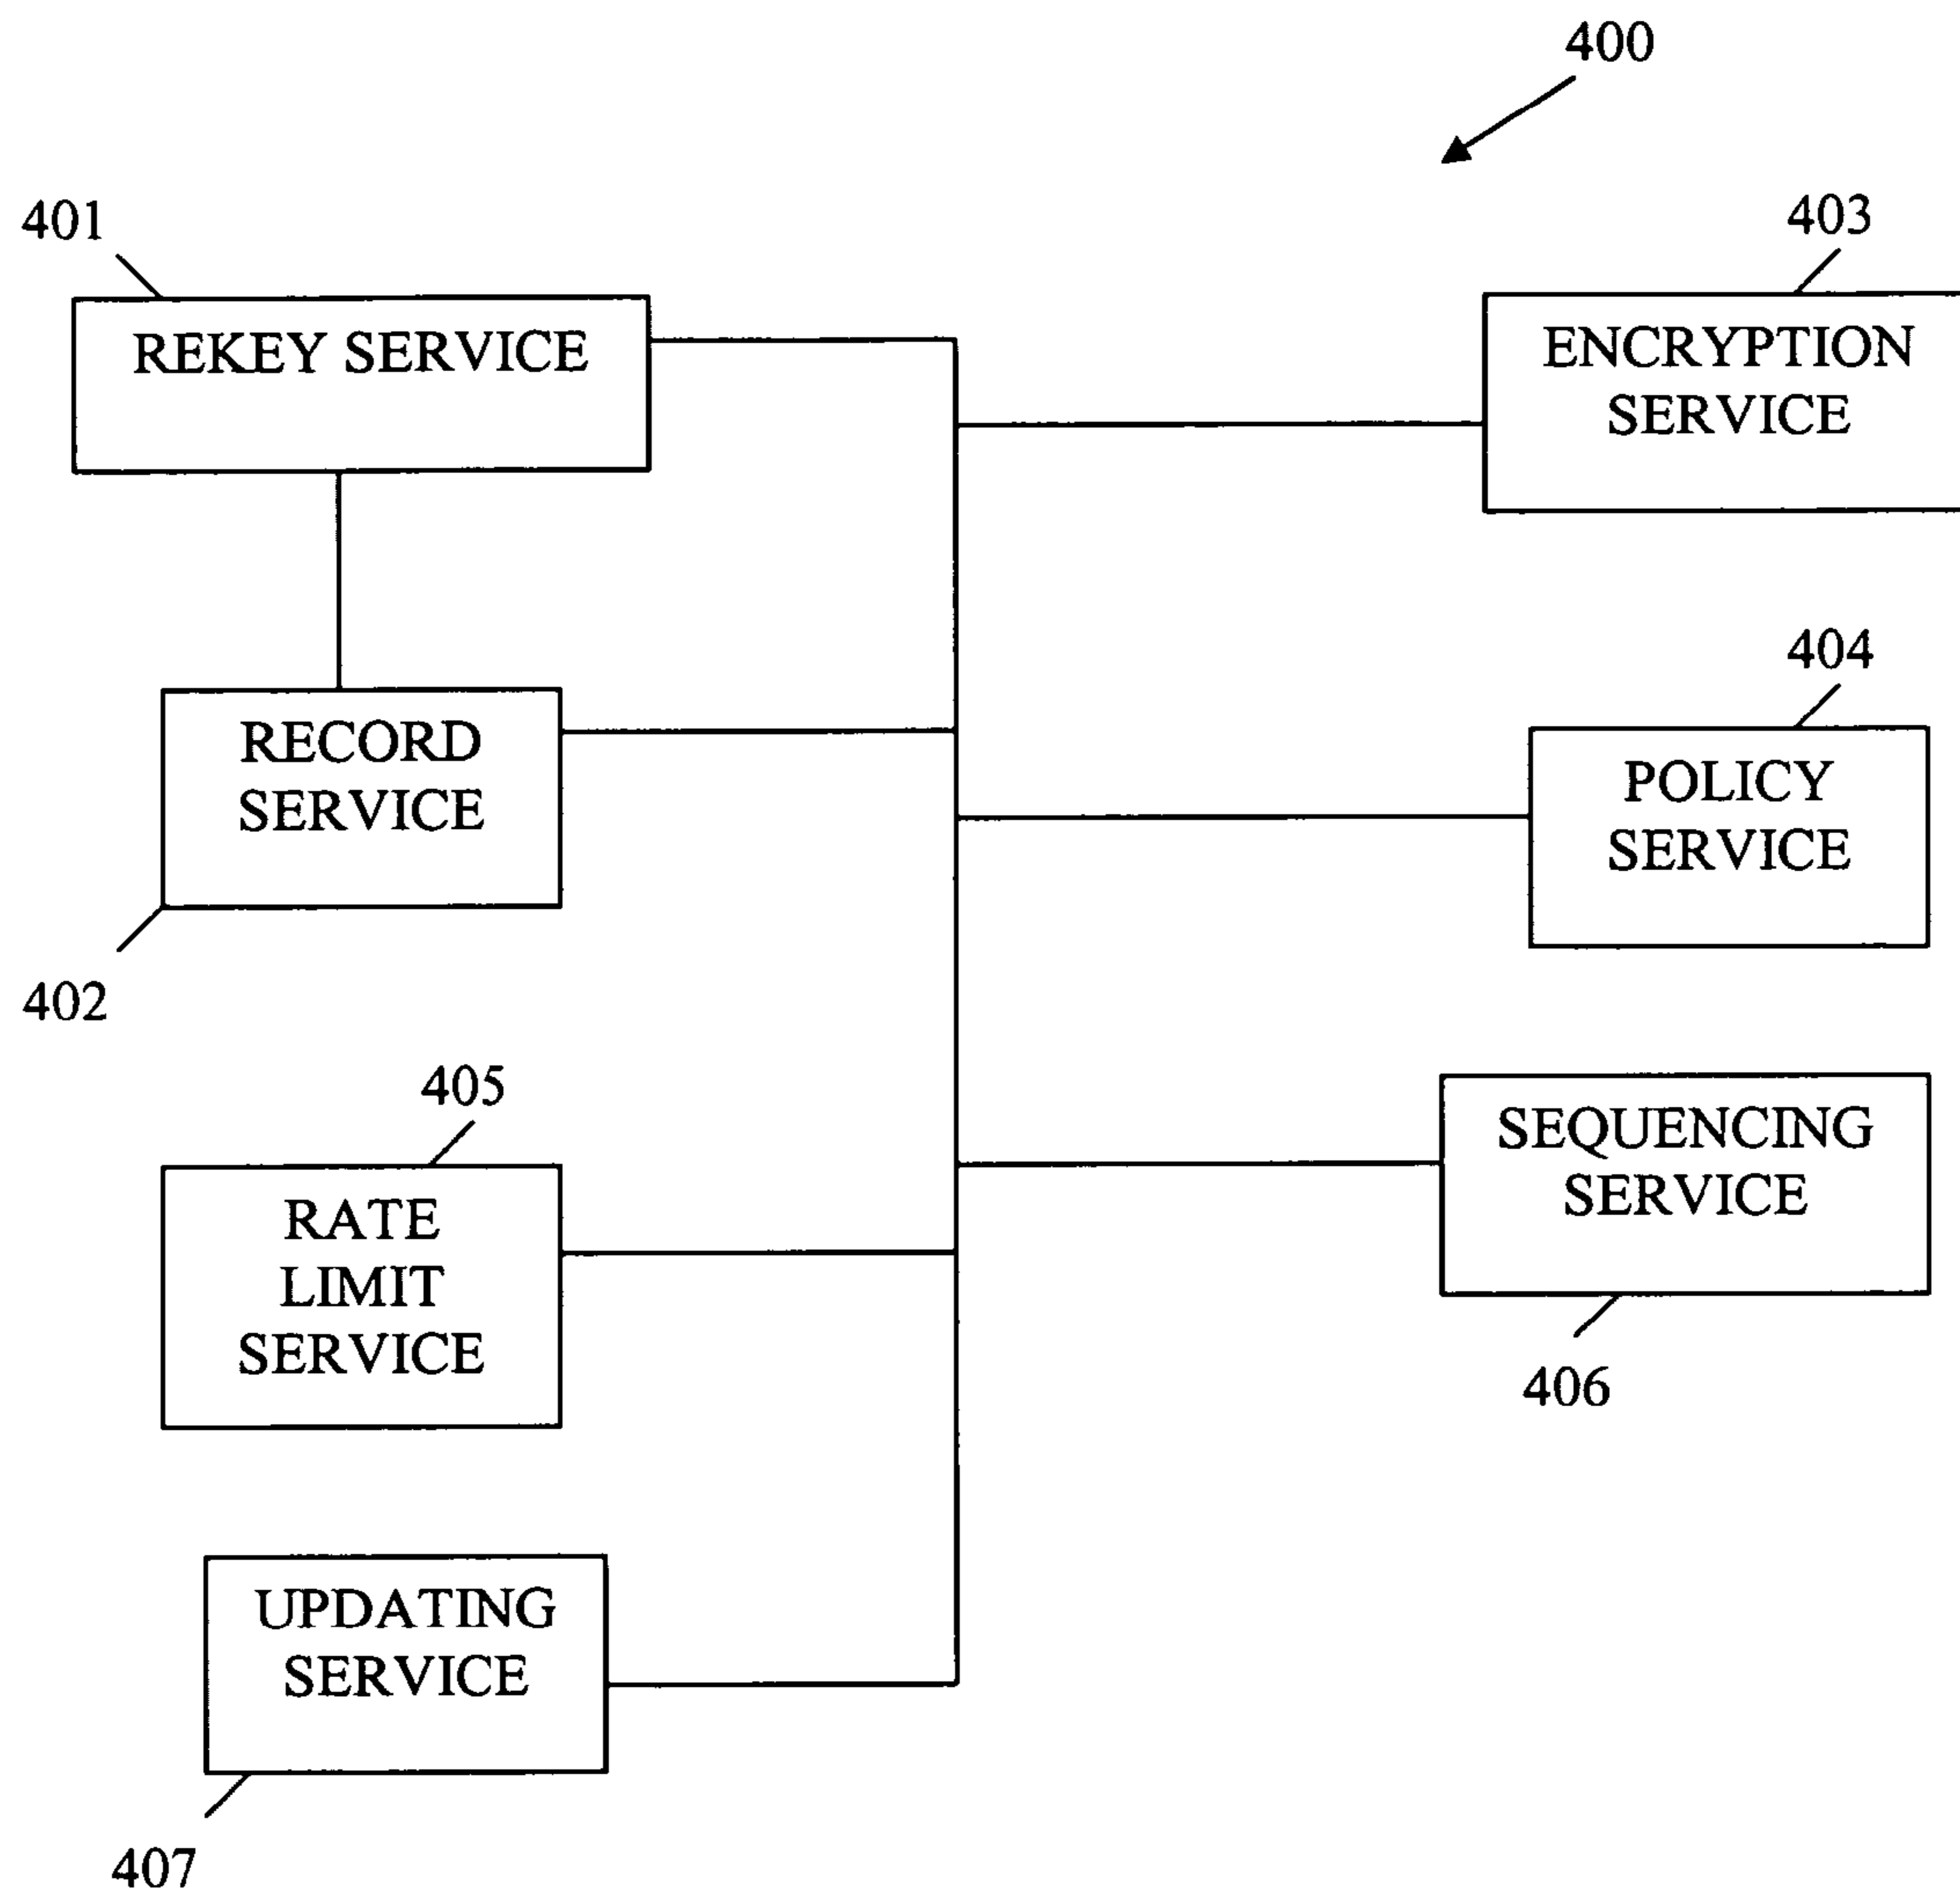 400
401
403
REKEY SERVICE
ENCRYPTION
SERVICE
404
RECORD
SERVICE
POLICY
SERVICE
402
405
SEQUENCING
SERVICE
RATE
LIMIT
SERVICE
406
UPDATING
SERVICE
407